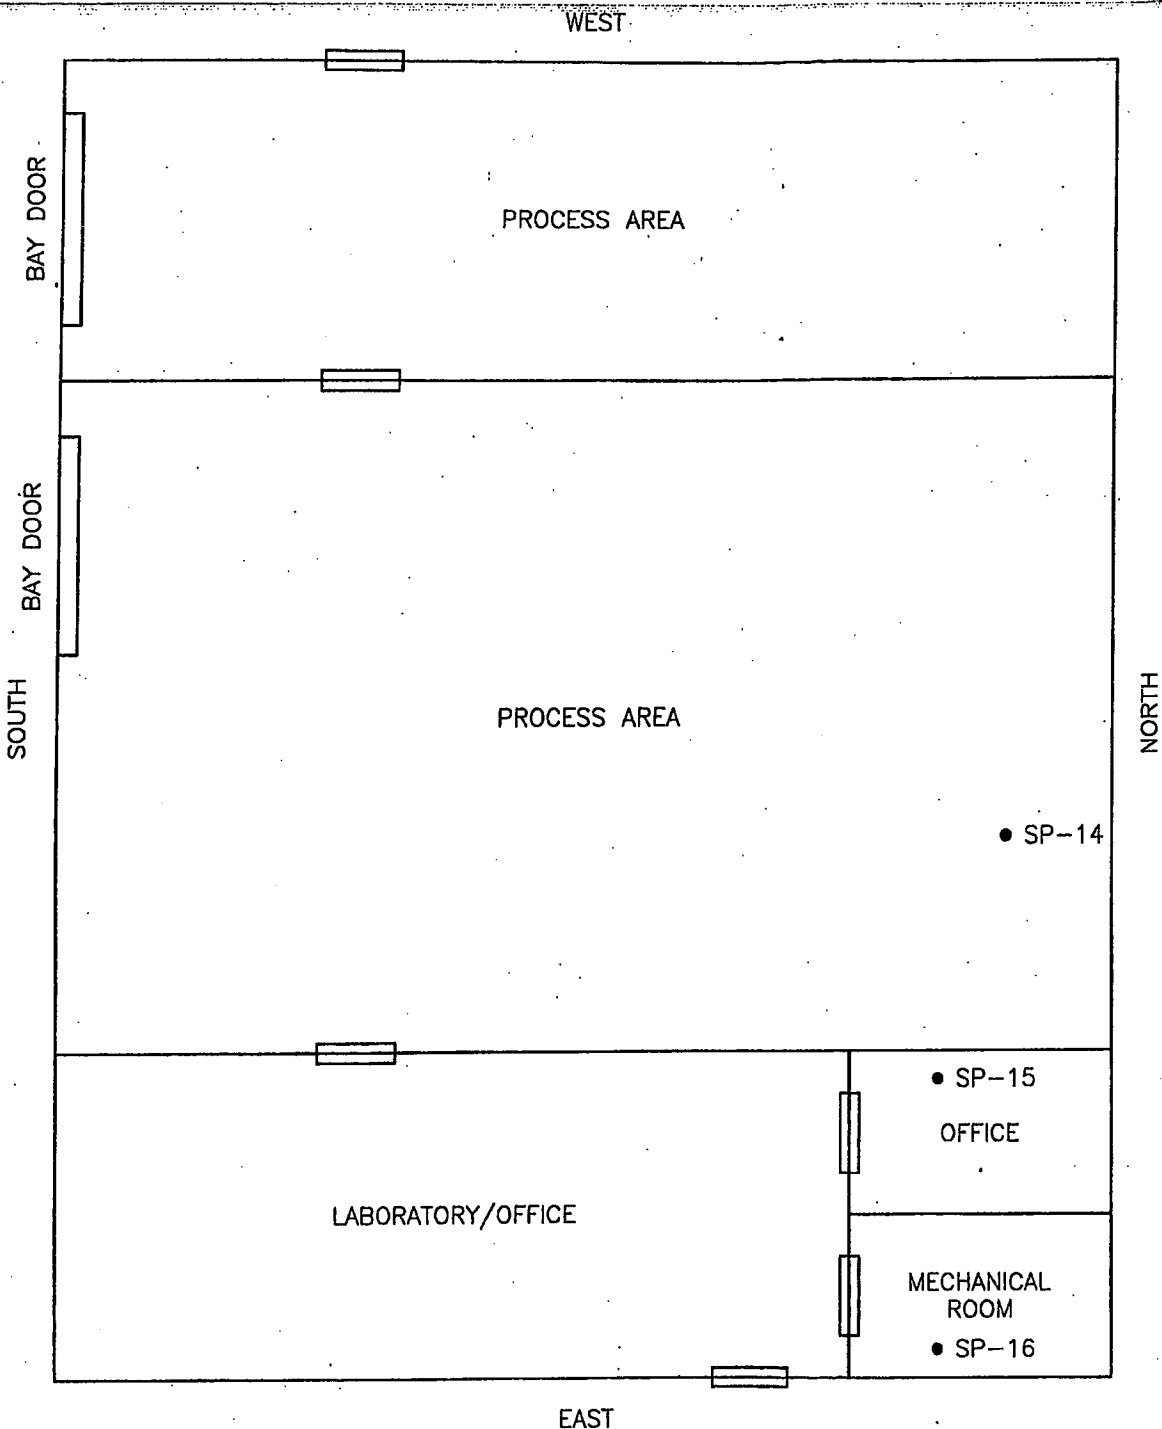 WEST
BAY DOOR
PROCESS AREA
BAY DOOR
SOUTH
PROCESS AREA
NORTH
SP-14
SP-15
OFFICE
LABORATORY/OFFICE
MECHANICAL
ROOM
SP-16
EAST